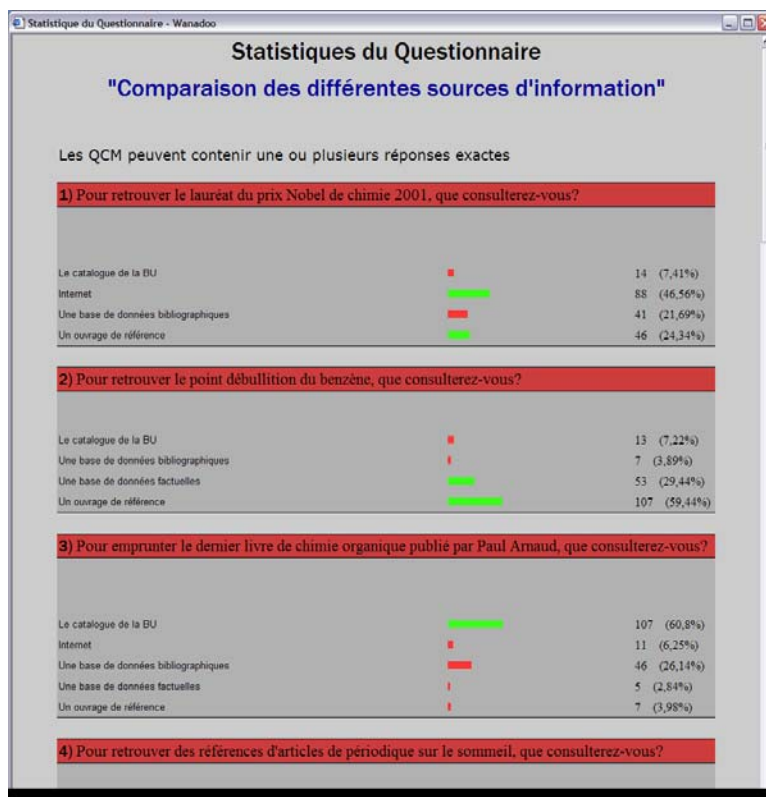 Statistique du Questionnaire - Wanadoo
Statistiques du Questionnaire
"Comparaison des différentes sources d'information"
Les QCM peuvent contenir une ou plusieurs réponses exactes
1) Pour retrouver le lauréat du prix Nobel de chimie 2001, que consulterez-vous?
Le catalogue de la BU 14 (7,41%)
Internet 88 (46,56%)
Une base de données bibliographiques 41 (21,69%)
Un ouvrage de référence 46 (24,34%)
2) Pour retrouver le point débullition du benzène, que consulterez-vous?
Le catalogue de la BU 13 (7,22%)
Une base de données bibliographiques 7 (3,89%)
Une base de données factuelles 53 (29,44%)
Un ouvrage de référence 107 (59,44%)
3) Pour emprunter le dernier livre de chimie organique publié par Paul Arnaud, que consulterez-vous?
Le catalogue de la BU 107 (60,8%)
Internet 11 (6,25%)
Une base de données bibliographiques 46 (26,14%)
Une base de données factuelles 5 (2,84%)
Un ouvrage de référence 7 (3,98%)
4) Pour retrouver des références d'articles de périodique sur le sommeil, que consulterez-vous?